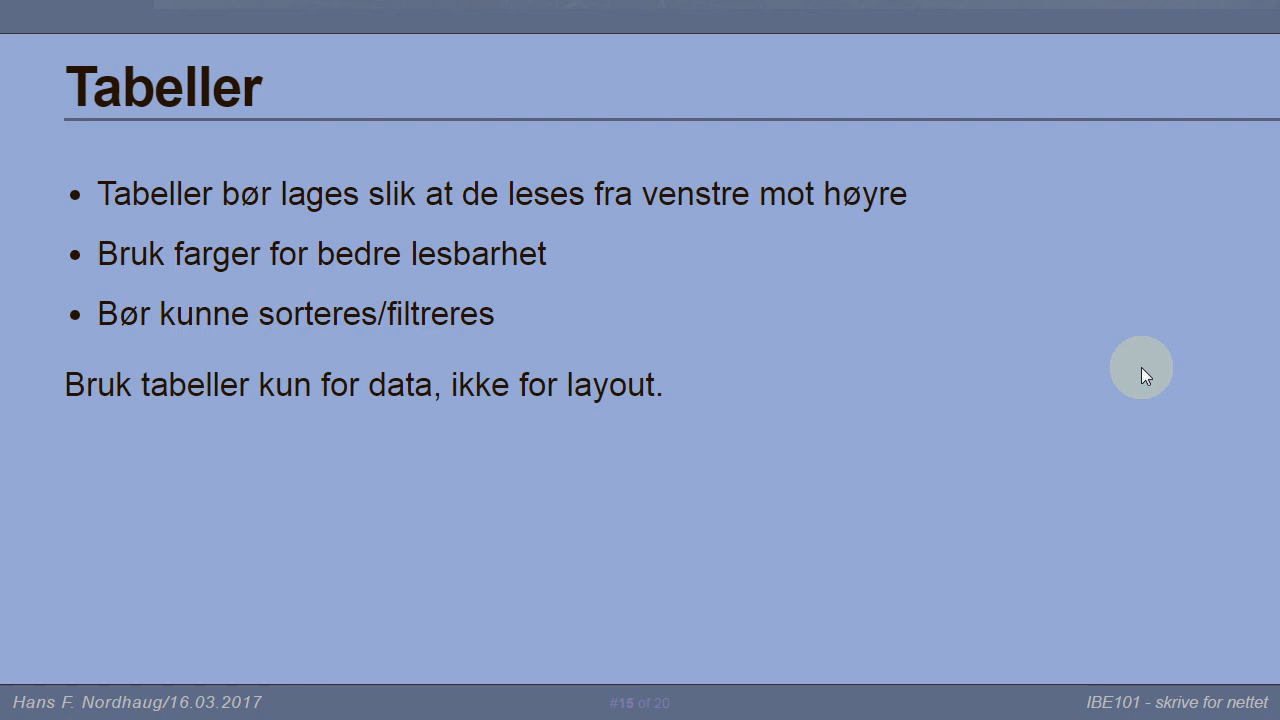 Tabeller
Tabeller bør lages slik at de leses fra venstre mot høyre
Bruk farger for bedre lesbarhet
Bør kunne sorteres/filtreres
Bruk tabeller kun for data, ikke for layout.
Hans F. Nordhaug/16.03.2017
#15 of 20
IBE101 - skrive for nettet